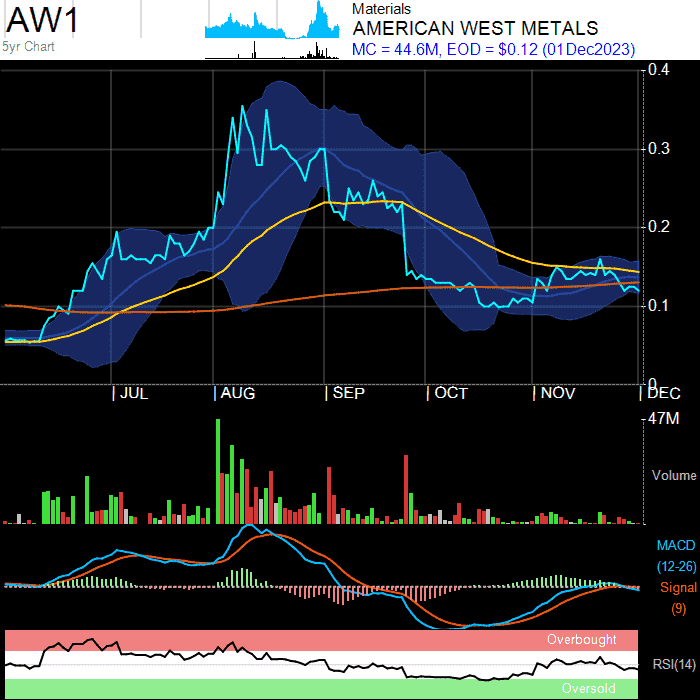 AW1
5yr Chart
Materials
AMERICAN WEST METALS
MC = 44.6M, EOD = $0.12 (01Dec2023)
0.4
0.3
0.2
0.1
0
JUL AUG SEP OCT NOV DEC
47M
Volume
MACD
(12-26)
Signal
(9)
Overbought
RSI(14)
Oversold